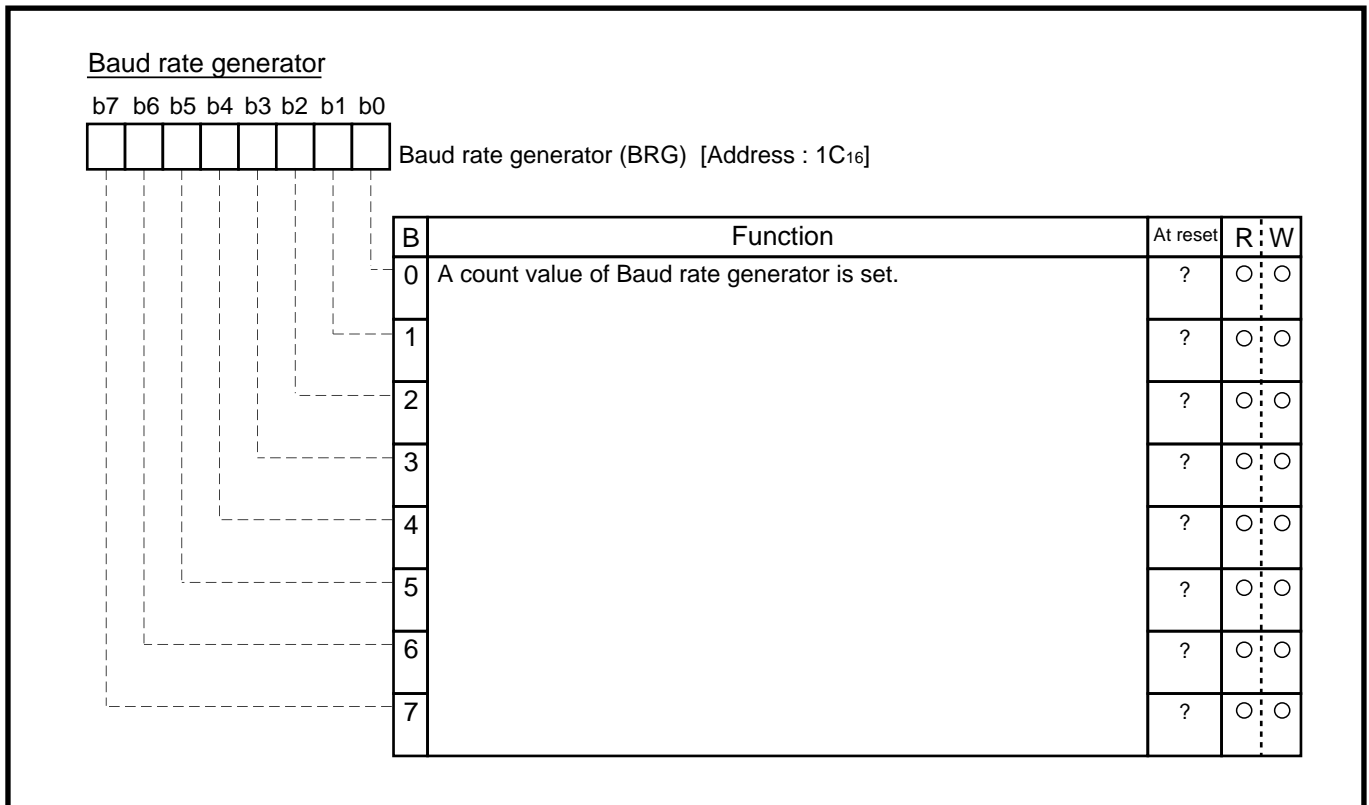 Baud rate generator
b7 b6 b5 b4 b3 b2 b1 b0
Baud rate generator (BRG) [Address : 1C16]
B Function At reset R W
0 A count value of Baud rate generator is set. ? ○ ○
1 ? ○ ○
2 ? ○ ○
3 ? ○ ○
4 ? ○ ○
5 ? ○ ○
6 ? ○ ○
7 ? ○ ○